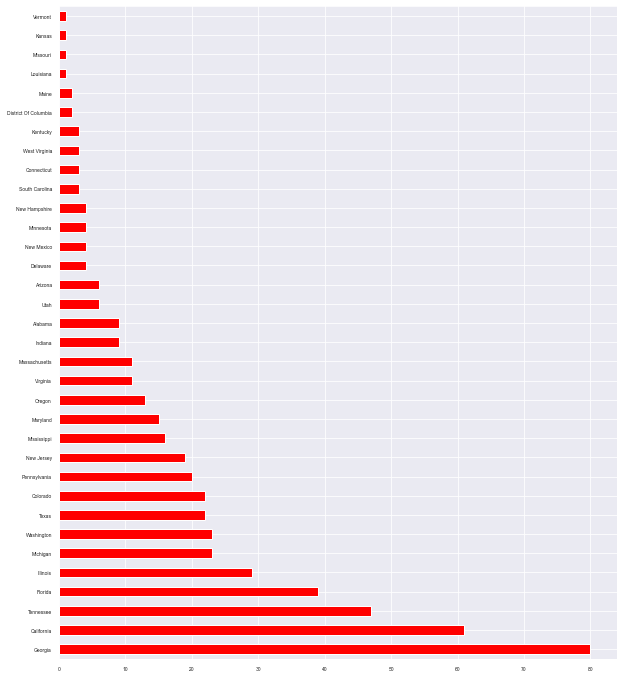 Vermont
Kansas
Missouri
Louisiana
Maine
District Of Columbia
Kentucky
West Virginia
Connecticut
South Carolina
New Hampshire
Minnesota
New Mexico
Delaware
Arizona
Utah
Alabama
Indiana
Massachusetts
Virginia
Oregon
Maryland
Mississippi
New Jersey
Pennsylvania
Colorado
Texas
Washington
Michigan
Illinois
Florida
Tennessee
California
Georgia
0 10 20 30 40 50 60 70 80